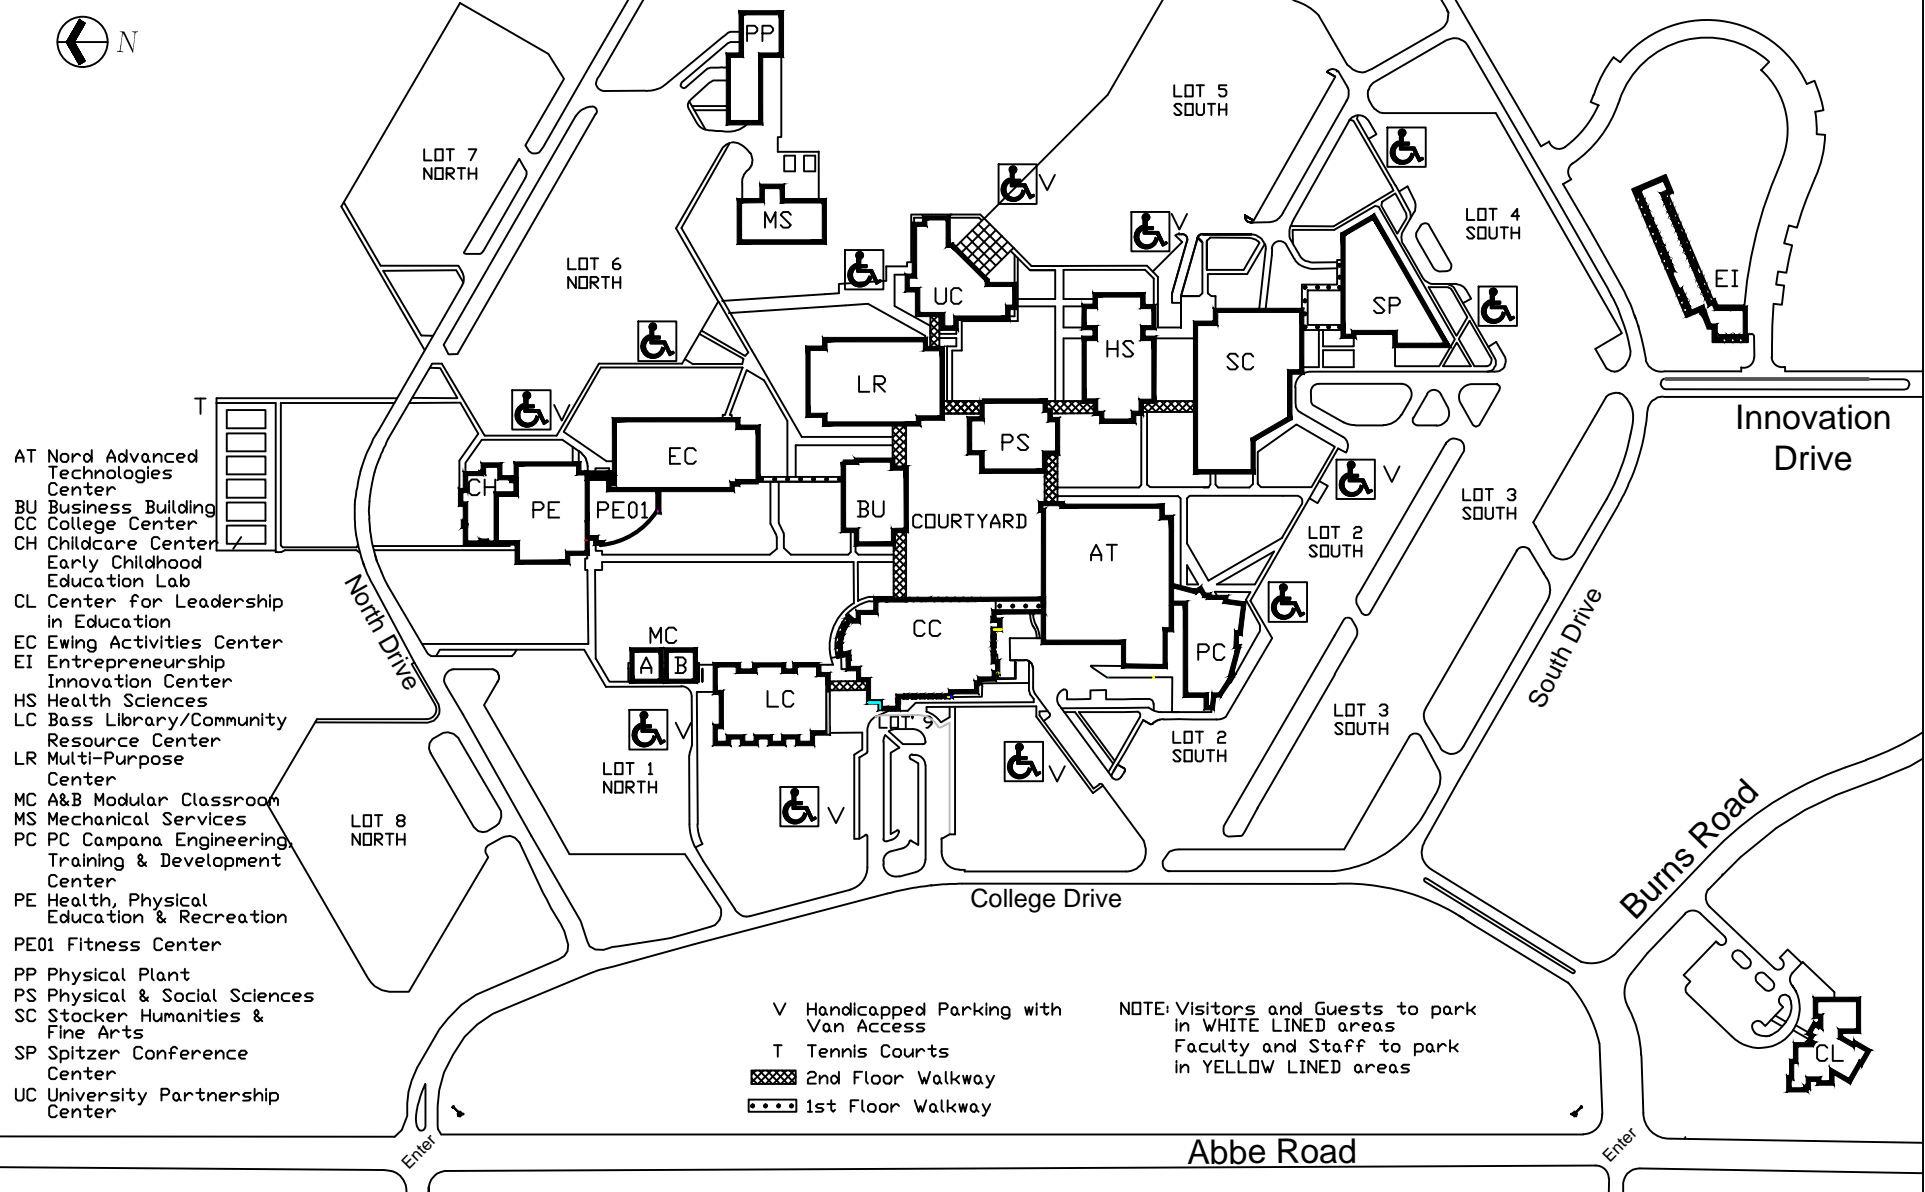 N
PP
LOT 5
SOUTH
LOT 7
NORTH
V
MS
V
LOT 4
SOUTH
LOT 6
NORTH
EI
UC
SP
HS
SC
LR
T
V
Innovation
Drive
EC
PS
V
CH
PE
PE01
BU
COURTYARD
LOT 3
SOUTH
LOT 2
SOUTH
AT
North Drive
South Drive
MC
A
B
CC
PC
LC
LOT 9
V
LOT 3
SOUTH
LOT 2
SOUTH
LOT 1
NORTH
V
V
LOT 8
NORTH
Burns Road
College Drive
CL
AT Nord Advanced
Technologies
Center
BU Business Building
CC College Center
CH Childcare Center
Early Childhood
Education Lab
CL Center for Leadership
in Education
EC Ewing Activities Center
EI Entrepreneurship
Innovation Center
HS Health Sciences
LC Bass Library/Community
Resource Center
LR Multi-Purpose
Center
MC A&B Modular Classroom
MS Mechanical Services
PC PC Campana Engineering,
Training & Development
Center
PE Health, Physical
Education & Recreation
PE01 Fitness Center
PP Physical Plant
PS Physical & Social Sciences
SC Stocker Humanities &
Fine Arts
SP Spitzer Conference
Center
UC University Partnership
Center
V Handicapped Parking with
Van Access
T Tennis Courts
2nd Floor Walkway
1st Floor Walkway
NOTE: Visitors and Guests to park
in WHITE LINED areas
Faculty and Staff to park
in YELLOW LINED areas
Enter
Abbe Road
Enter